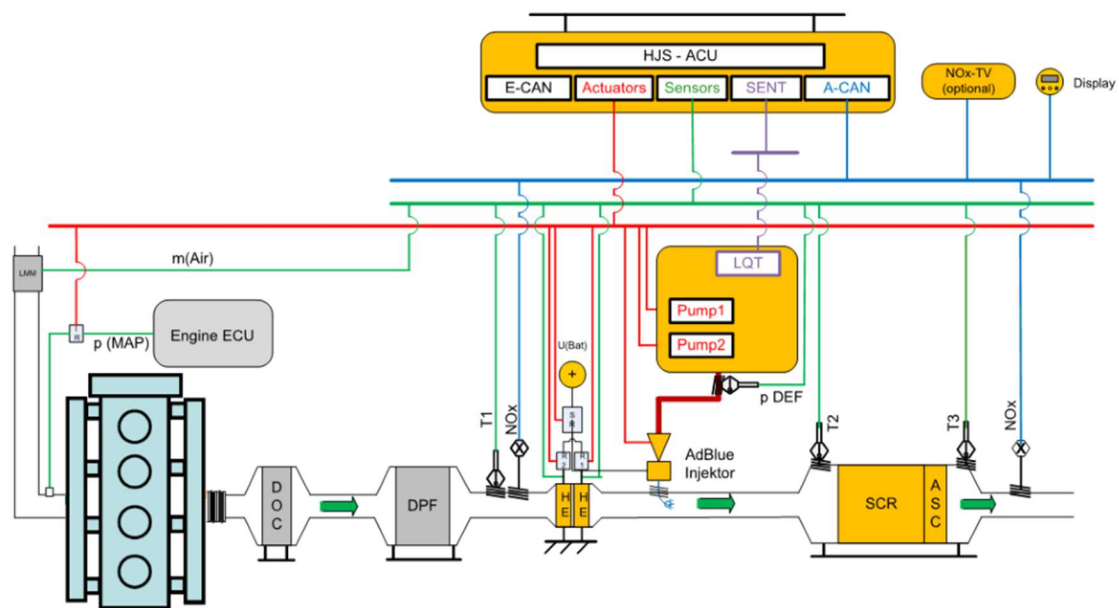 HJS - ACU
E-CAN
Actuators
Sensors
SENT
A-CAN
NOx-TV
(optional)
Display
LMM
m(Air)
LQT
Engine ECU
p (MAP)
Pump1
Pump2
U(Bat)
+
p DEF
T1
NOx
T2
T3
NOx
AdBlue
Injektor
DOC
DPF
HE
HE
SCR
ASC